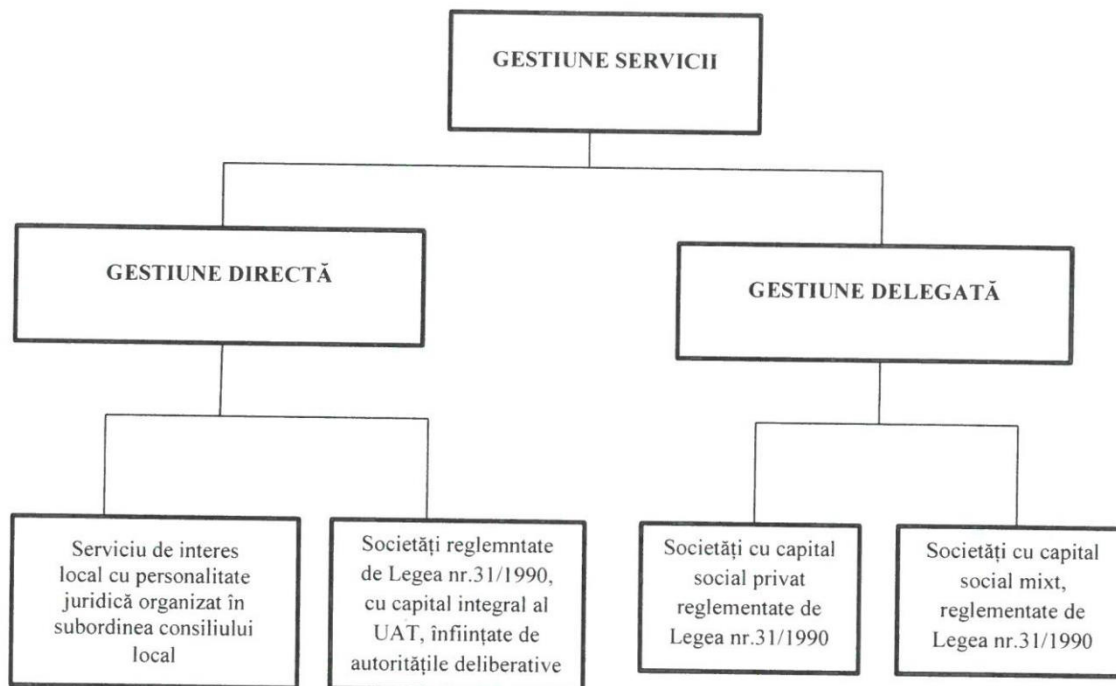 GESTIUNE SERVICII
GESTIUNE DIRECTĂ
GESTIUNE DELEGATĂ
Serviciu de interes
local cu personalitate
juridică organizat în
subordinea consiliului
local
Societăți reglemntate
de Legea nr.31/1990,
cu capital integral al
UAT, înființate de
autoritățile deliberative
Societăți cu capital
social privat
reglementate de
Legea nr.31/1990
Societăți cu capital
social mixt,
reglementate de
Legea nr.31/1990